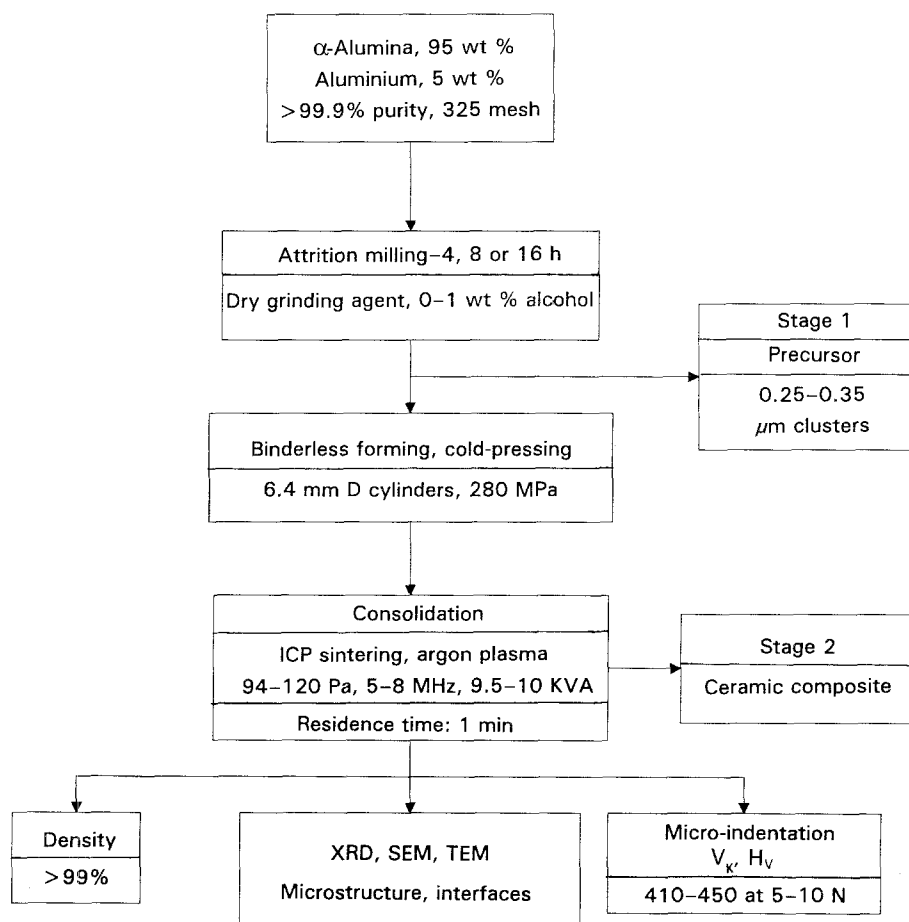 α-Alumina, 95 wt %
Aluminium, 5 wt %
>99.9% purity, 325 mesh
Attrition milling–4, 8 or 16 h
Dry grinding agent, 0–1 wt % alcohol
Stage 1
Precursor
0.25–0.35
μm clusters
Binderless forming, cold-pressing
6.4 mm D cylinders, 280 MPa
Consolidation
ICP sintering, argon plasma
94–120 Pa, 5–8 MHz, 9.5–10 KVA
Residence time: 1 min
Stage 2
Ceramic composite
Density
>99%
XRD, SEM, TEM
Microstructure, interfaces
Micro-indentation
V_K, H_V
410–450 at 5–10 N